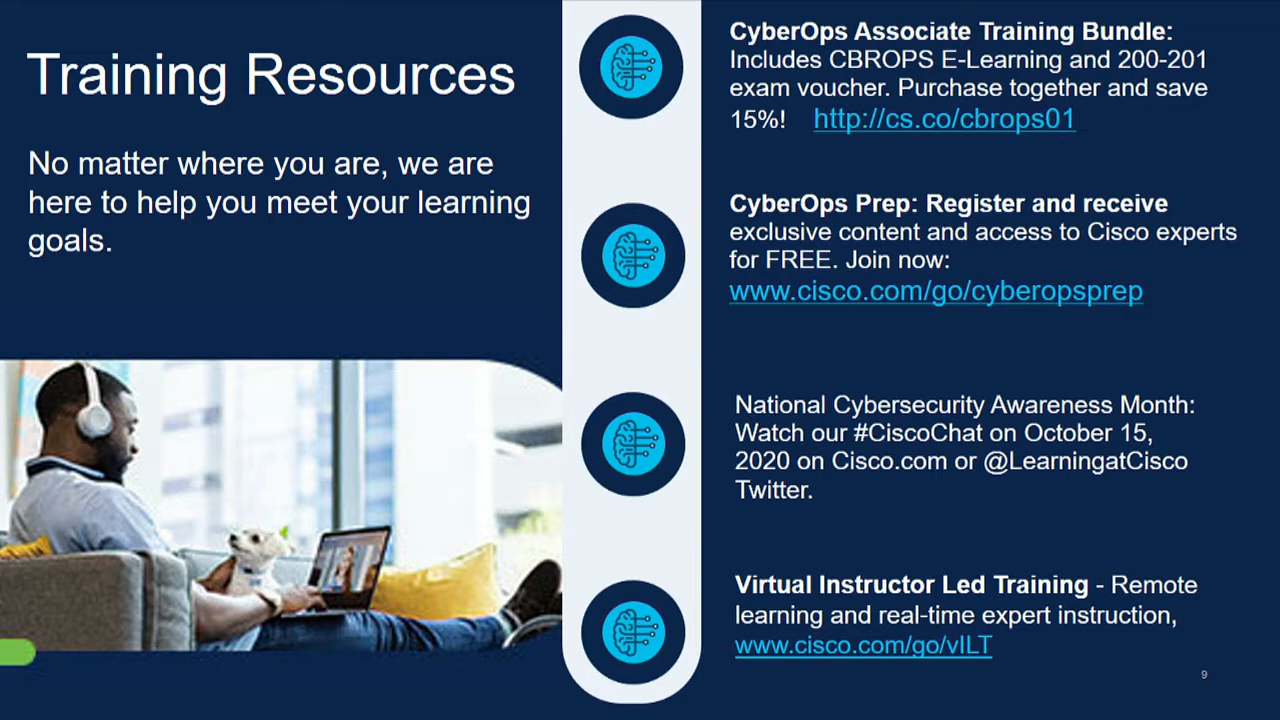 Training Resources
No matter where you are, we are
here to help you meet your learning
goals.
CyberOps Associate Training Bundle:
Includes CBROPS E-Learning and 200-201
exam voucher. Purchase together and save
15%! http://cs.co/cbrops01
CyberOps Prep: Register and receive
exclusive content and access to Cisco experts
for FREE. Join now:
www.cisco.com/go/cyberopsprep
National Cybersecurity Awareness Month:
Watch our #CiscoChat on October 15,
2020 on Cisco.com or @LearningatCisco
Twitter.
Virtual Instructor Led Training - Remote
learning and real-time expert instruction,
www.cisco.com/go/vILT
9